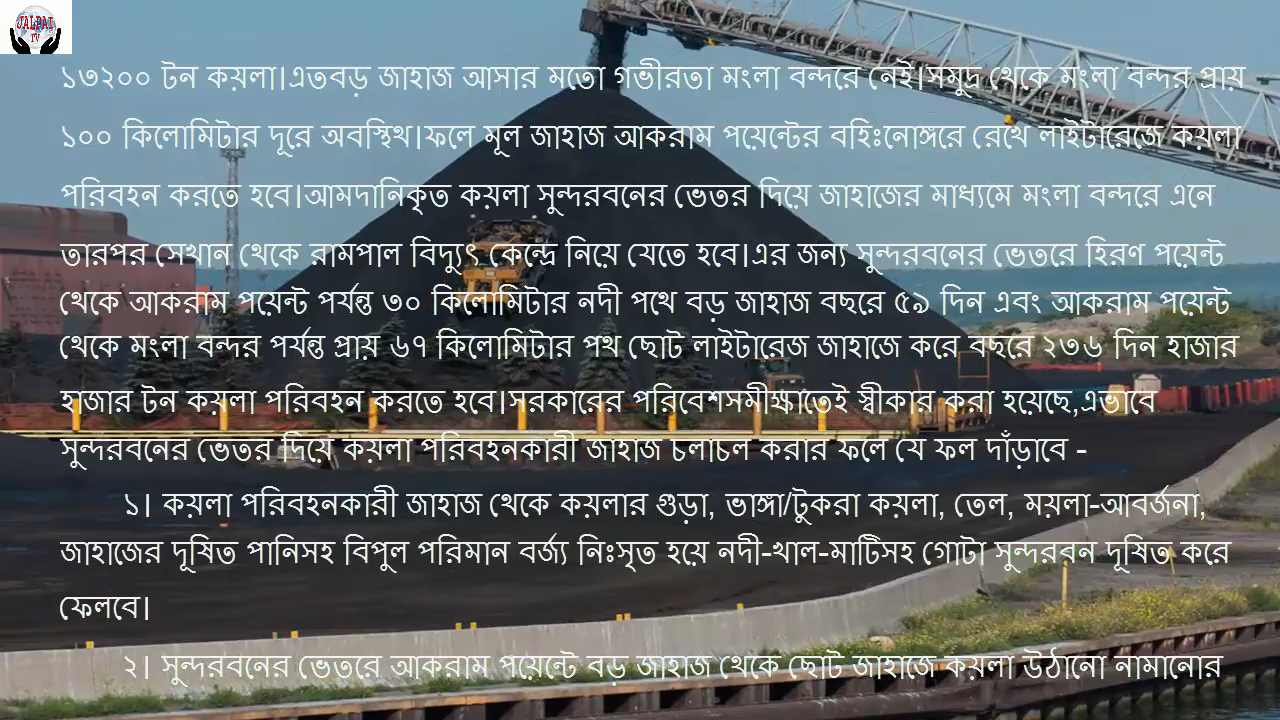 JALPAI
TV
১৩২০০ টন কয়লা।এতবড় জাহাজ আসার মতো গভীরতা মংলা বন্দরে নেই।সমুদ্র থেকে মংলা বন্দর প্রায়
১০০ কিলোমিটার দূরে অবস্থিথ।ফলে মূল জাহাজ আকরাম পয়েন্টের বহিঃনোঙ্গরে রেখে লাইটারেজে কয়লা
পরিবহন করতে হবে।আমদানিকৃত কয়লা সুন্দরবনের ভেতর দিয়ে জাহাজের মাধ্যমে মংলা বন্দরে এনে
তারপর সেখান থেকে রামপাল বিদ্যুৎ কেন্দ্রে নিয়ে যেতে হবে।এর জন্য সুন্দরবনের ভেতরে হিরণ পয়েন্ট
থেকে আকরাম পয়েন্ট পর্যন্ত ৩০ কিলোমিটার নদী পথে বড় জাহাজ বছরে ৫৯ দিন এবং আকরাম পয়েন্ট
থেকে মংলা বন্দর পর্যন্ত প্রায় ৬৭ কিলোমিটার পথ ছোট লাইটারেজ জাহাজে করে বছরে ২৩৬ দিন হাজার
হাজার টন কয়লা পরিবহন করতে হবে।সরকারের পরিবেশসমীক্ষাতেই স্বীকার করা হয়েছে,এভাবে
সুন্দরবনের ভেতর দিয়ে কয়লা পরিবহনকারী জাহাজ চলাচল করার ফলে যে ফল দাঁড়াবে -
১। কয়লা পরিবহনকারী জাহাজ থেকে কয়লার গুড়া, ভাঙ্গা/টুকরা কয়লা, তেল, ময়লা-আবর্জনা,
জাহাজের দূষিত পানিসহ বিপুল পরিমান বর্জ্য নিঃসৃত হয়ে নদী-খাল-মাটিসহ গোটা সুন্দরবন দূষিত করে
ফেলবে।
২। সুন্দরবনের ভেতরে আকরাম পয়েন্টে বড় জাহাজ থেকে ছোট জাহাজে কয়লা উঠানো নামানোর